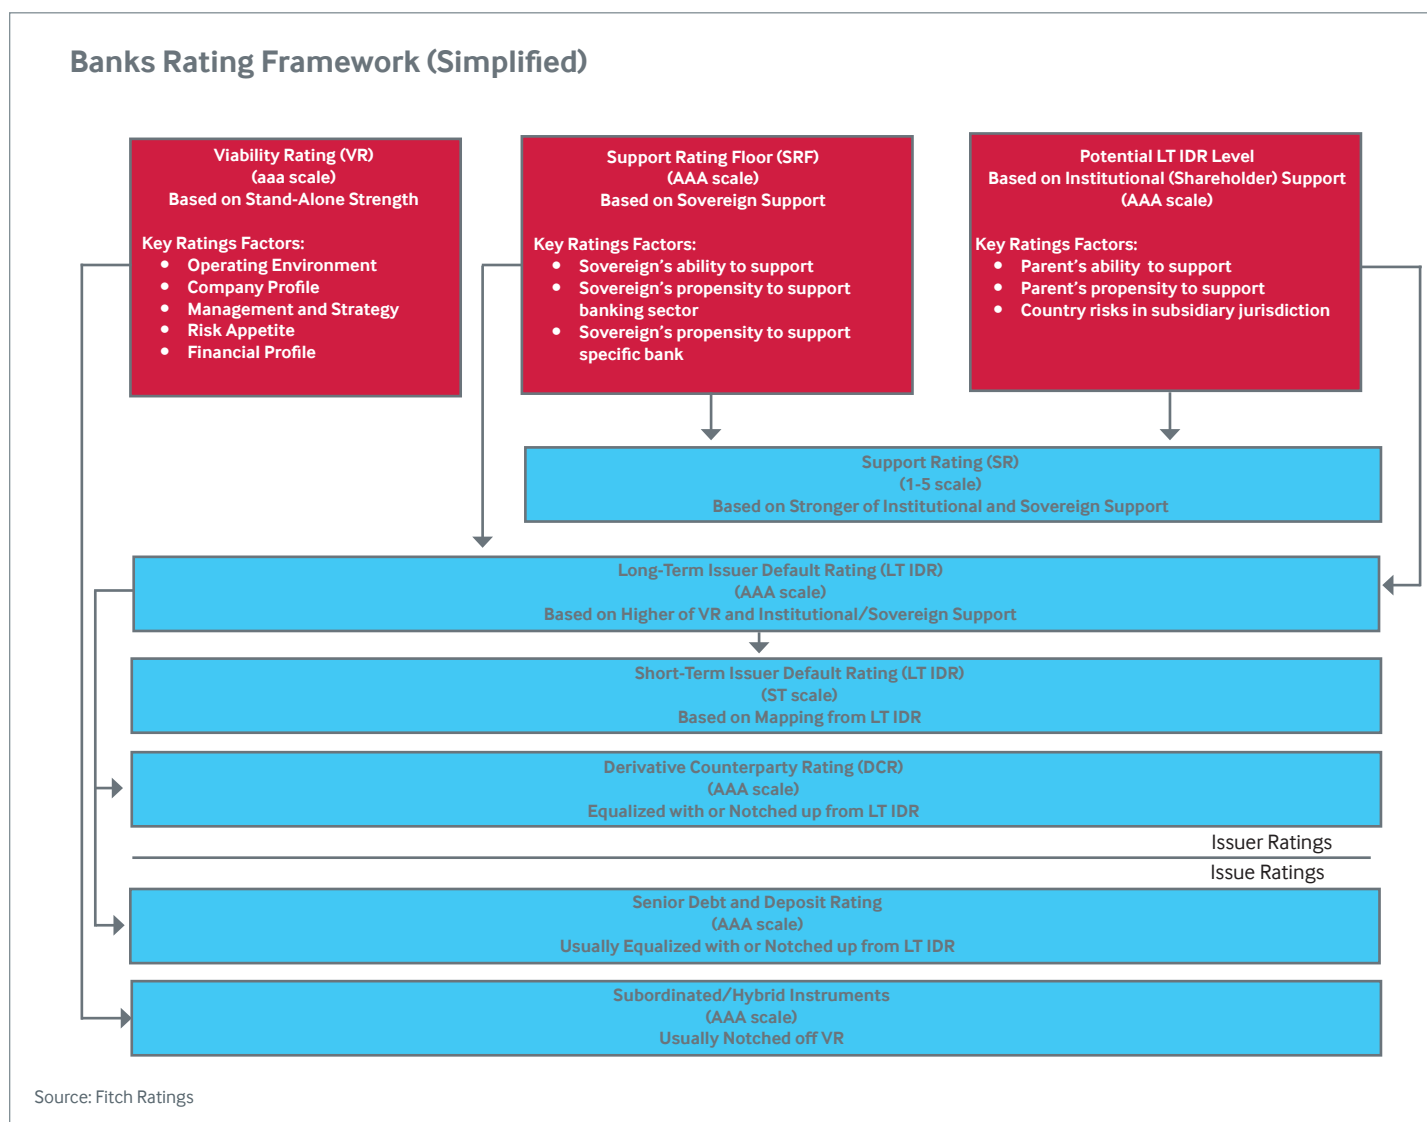 Banks Rating Framework (Simplified)
Viability Rating (VR)
(aaa scale)
Based on Stand-Alone Strength
Key Ratings Factors:
• Operating Environment
• Company Profile
• Management and Strategy
• Risk Appetite
• Financial Profile
Support Rating Floor (SRF)
(AAA scale)
Based on Sovereign Support
Key Ratings Factors:
• Sovereign’s ability to support
• Sovereign’s propensity to support
banking sector
• Sovereign’s propensity to support
specific bank
Potential LT IDR Level
Based on Institutional (Shareholder) Support
(AAA scale)
Key Ratings Factors:
• Parent’s ability to support
• Parent’s propensity to support
• Country risks in subsidiary jurisdiction
Support Rating (SR)
(1-5 scale)
Based on Stronger of Institutional and Sovereign Support
Long-Term Issuer Default Rating (LT IDR)
(AAA scale)
Based on Higher of VR and Institutional/Sovereign Support
Short-Term Issuer Default Rating (LT IDR)
(ST scale)
Based on Mapping from LT IDR
Derivative Counterparty Rating (DCR)
(AAA scale)
Equalized with or Notched up from LT IDR
Issuer Ratings
Issue Ratings
Senior Debt and Deposit Rating
(AAA scale)
Usually Equalized with or Notched up from LT IDR
Subordinated/Hybrid Instruments
(AAA scale)
Usually Notched off VR
Source: Fitch Ratings